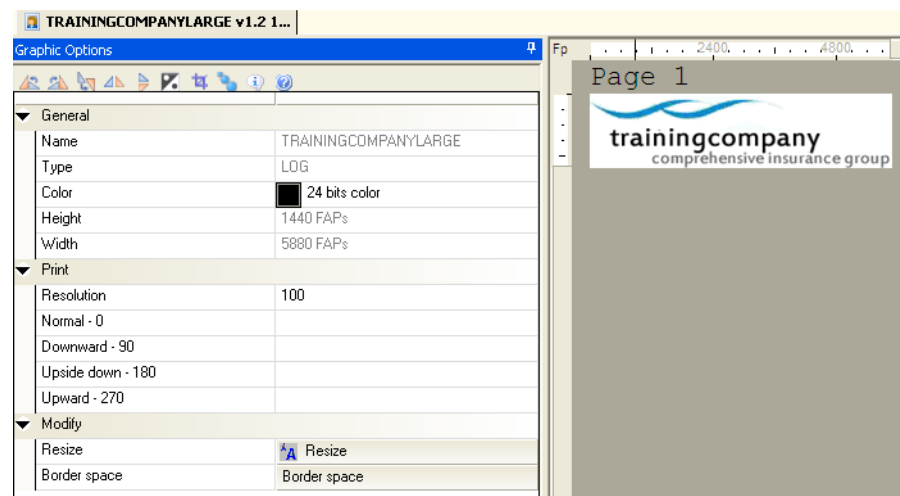 TRAININGCOMPANYLARGE v1.2 1...
Graphic Options
General
Name TRAININGCOMPANYLARGE
Type LOG
Color 24 bits color
Height 1440 FAPs
Width 5880 FAPs
Print
Resolution 100
Normal - 0
Downward - 90
Upside down - 180
Upward - 270
Modify
Resize Resize
Border space Border space
Fp 2400 4800
Page 1
trainingcompany
comprehensive insurance group